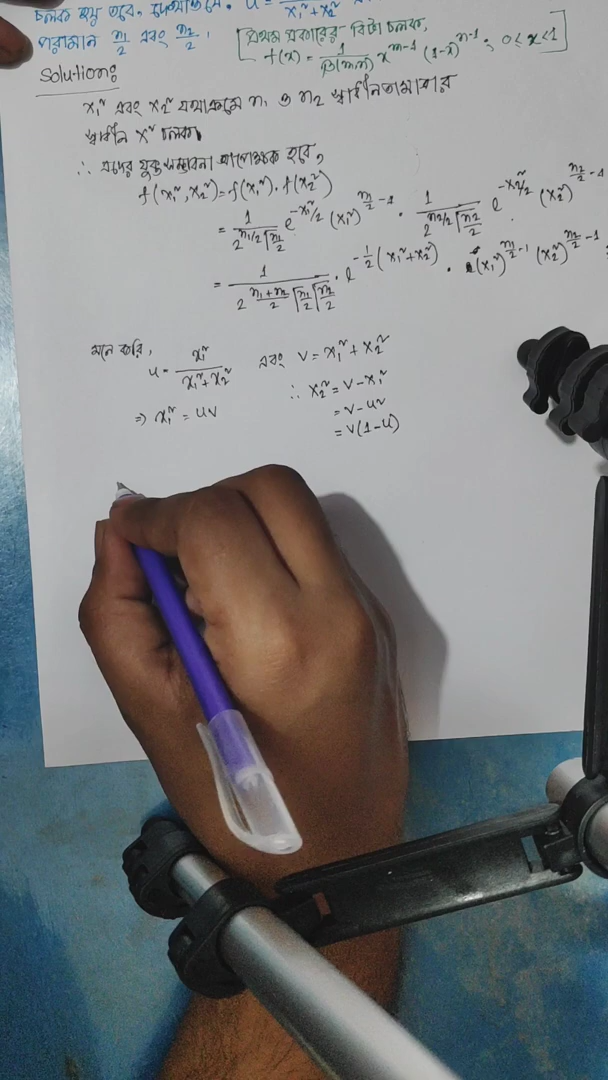 চলক হয় তবে, দেখাও যে, u = x₁²/(x₁² + x₂²)
পরামান n₁/2 এবং n₂/2 ।
[প্রথম প্রকারের বিটা চলক,
f(x) = 1/β(m,n) x^(m-1) (1-x)^(n-1) ; 0<x<1]
Solution:
x₁² এবং x₂² যথাক্রমে n₁ ও n₂ স্বাধীনতামাত্রার
স্বাধীন x² চলক।
∴ এদের যুক্ত সম্ভাবনা অপেক্ষক হবে,
f(x₁², x₂²) = f(x₁²). f(x₂²)
= 1/(2^(n₁/2) Γ(n₁/2)) e^(-x₁²/2) (x₁²)^(n₁/2 - 1) . 1/(2^(n₂/2) Γ(n₂/2)) e^(-x₂²/2) . (x₂²)^(n₂/2 - 1)
= 1/(2^((n₁+n₂)/2) Γ(n₁/2) Γ(n₂/2)) . e^(-1/2 (x₁²+x₂²)) . (x₁²)^(n₁/2 - 1) (x₂²)^(n₂/2 - 1) ;
মনে করি,
u = x₁²/(x₁²+x₂²) এবং v = x₁² + x₂²
⇒ x₁² = uv
∴ x₂² = v - x₁²
= v - u²
= v(1-u)